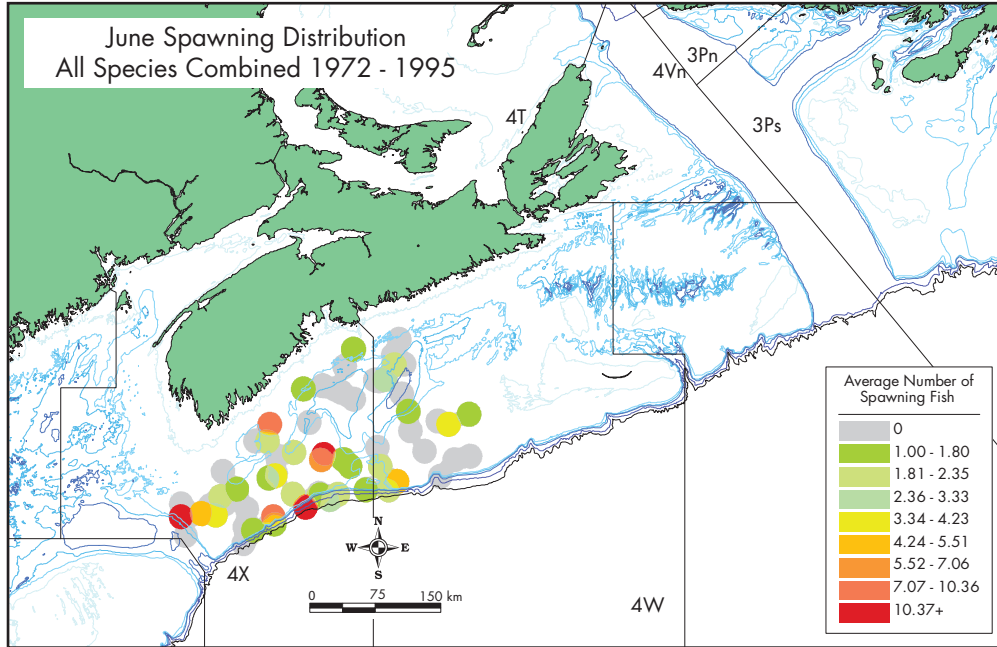 June Spawning Distribution
All Species Combined 1972 - 1995
3Pn
4Vn
4T
3Ps
Average Number of
Spawning Fish
0
1.00 - 1.80
1.81 - 2.35
2.36 - 3.33
3.34 - 4.23
4.24 - 5.51
5.52 - 7.06
7.07 - 10.36
10.37+
N
W E
S
4X
0 75 150 km
4W